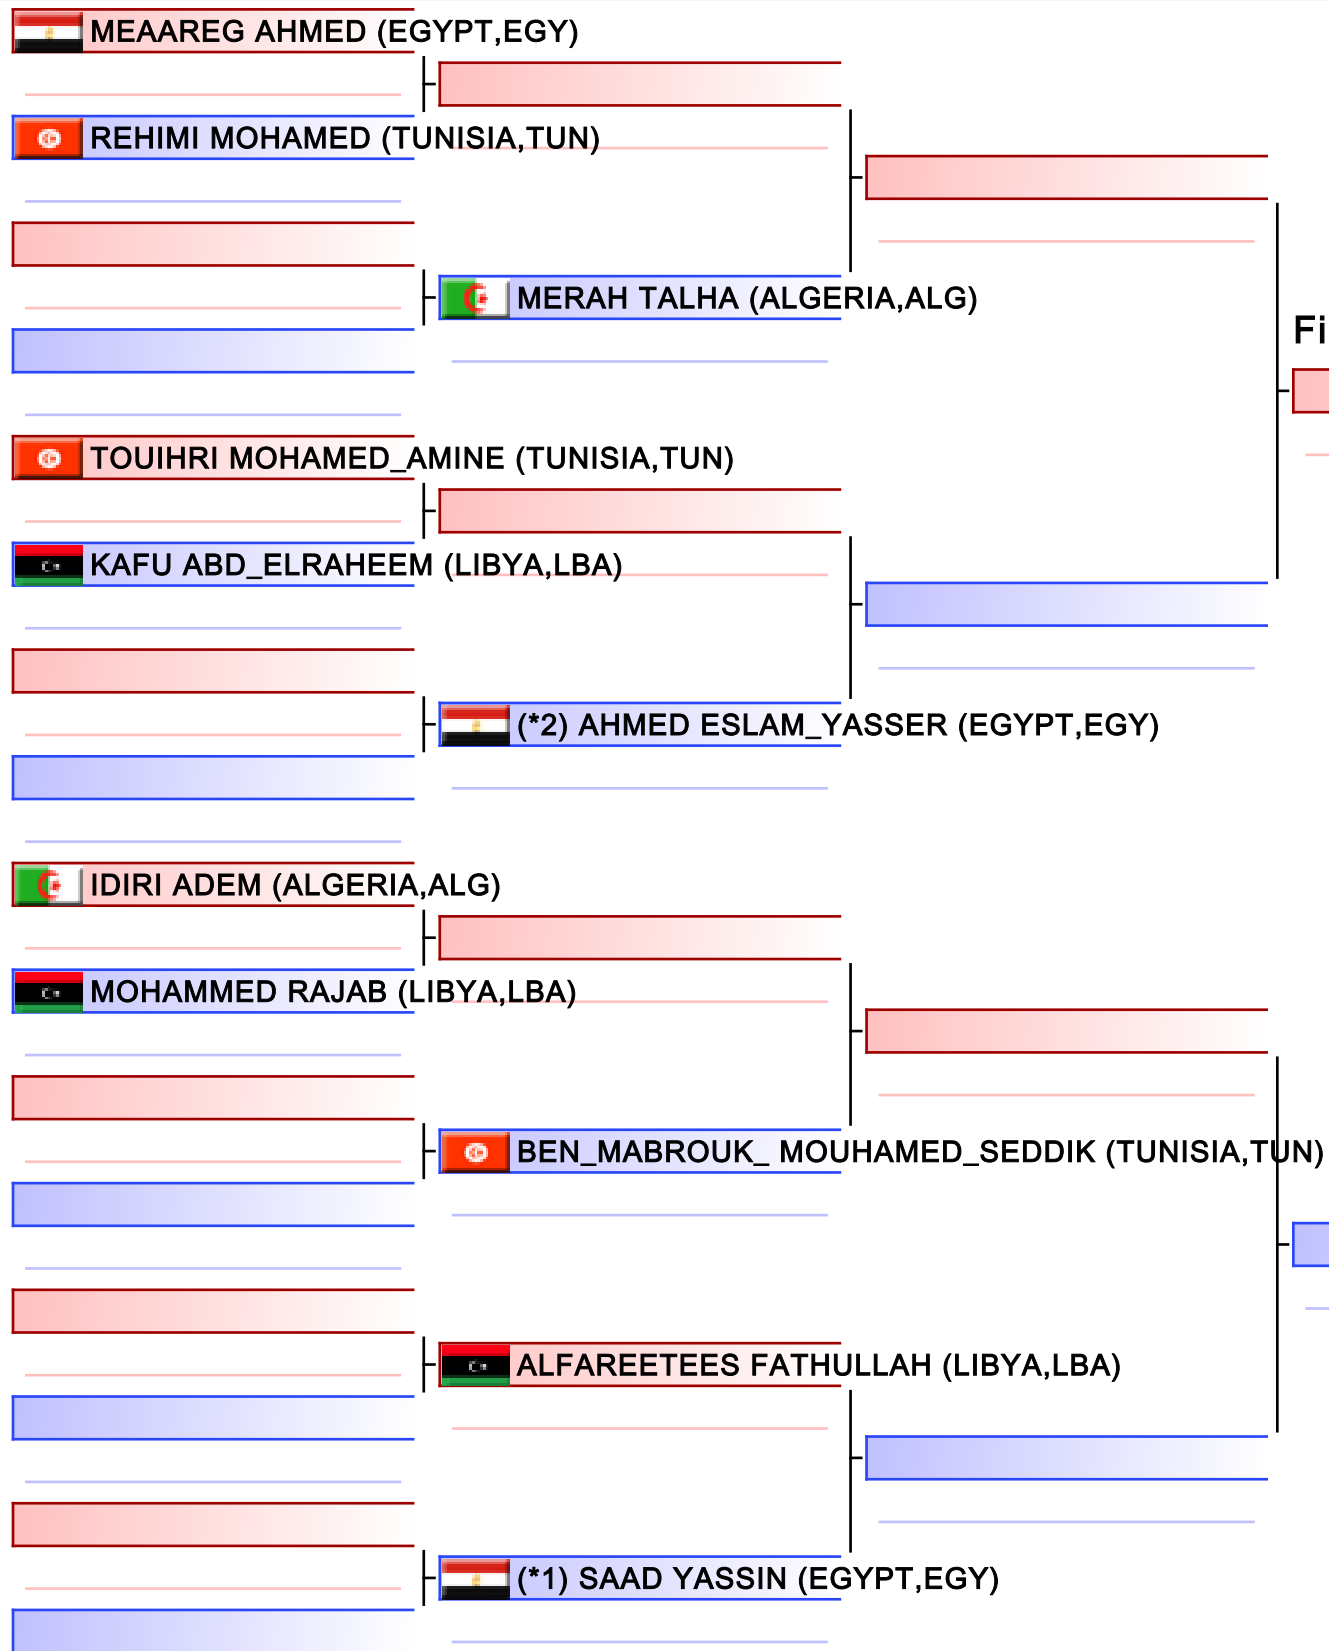 MEAAREG AHMED (EGYPT,EGY)
REHIMI MOHAMED (TUNISIA,TUN)
MERAH TALHA (ALGERIA,ALG)
Fi
TOUIHRI MOHAMED_AMINE (TUNISIA,TUN)
KAFU ABD_ELRAHEEM (LIBYA,LBA)
(*2) AHMED ESLAM_YASSER (EGYPT,EGY)
IDIRI ADEM (ALGERIA,ALG)
MOHAMMED RAJAB (LIBYA,LBA)
BEN_MABROUK_ MOUHAMED_SEDDIK (TUNISIA,TUN)
ALFAREETEES FATHULLAH (LIBYA,LBA)
(*1) SAAD YASSIN (EGYPT,EGY)